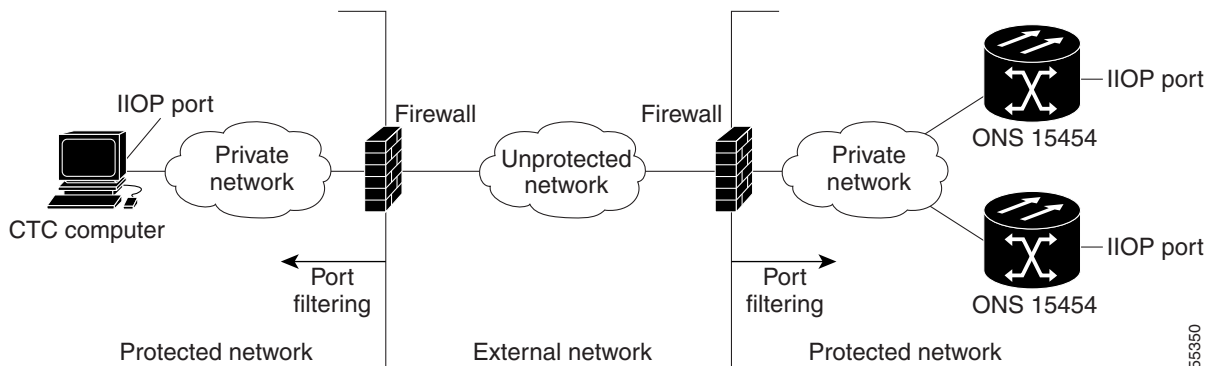 IIOP port
Private
network
CTC computer
Firewall
Unprotected
network
Firewall
Private
network
IIOP port
ONS 15454
IIOP port
ONS 15454
Port
filtering
Port
filtering
Protected network
External network
Protected network
55350